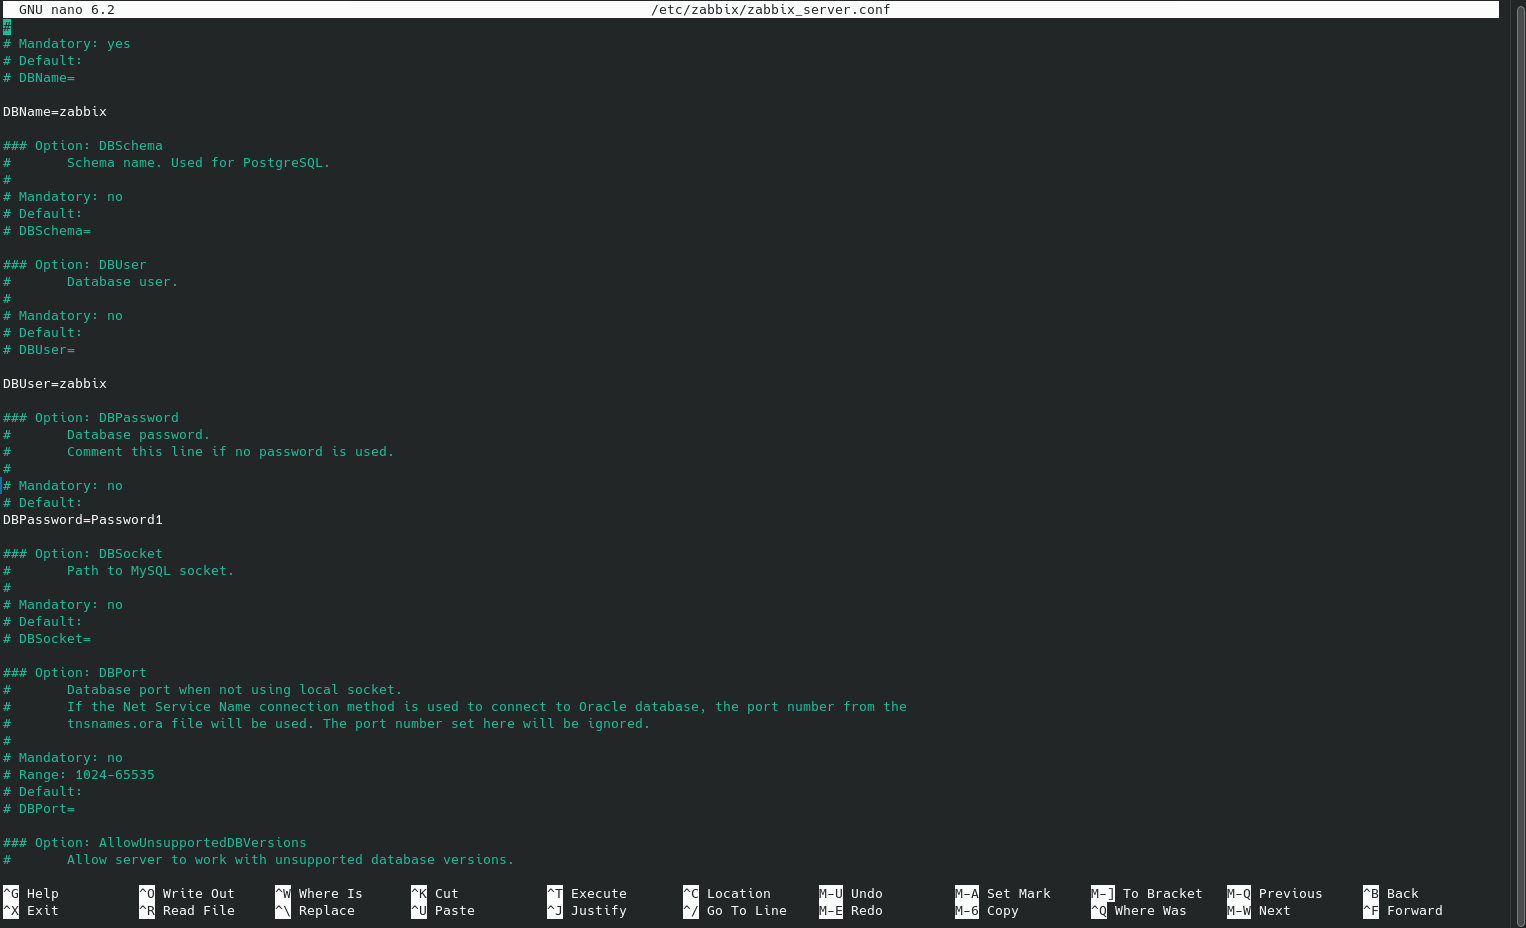 GNU nano 6.2 /etc/zabbix/zabbix_server.conf
#
# Mandatory: yes
# Default:
# DBName=

DBName=zabbix

### Option: DBSchema
#       Schema name. Used for PostgreSQL.
#
# Mandatory: no
# Default:
# DBSchema=

### Option: DBUser
#       Database user.
#
# Mandatory: no
# Default:
# DBUser=

DBUser=zabbix

### Option: DBPassword
#       Database password.
#       Comment this line if no password is used.
#
# Mandatory: no
# Default:
DBPassword=Password1

### Option: DBSocket
#       Path to MySQL socket.
#
# Mandatory: no
# Default:
# DBSocket=

### Option: DBPort
#       Database port when not using local socket.
#       If the Net Service Name connection method is used to connect to Oracle database, the port number from the
#       tnsnames.ora file will be used. The port number set here will be ignored.
#
# Mandatory: no
# Range: 1024-65535
# Default:
# DBPort=

### Option: AllowUnsupportedDBVersions
#       Allow server to work with unsupported database versions.

^G Help ^O Write Out ^W Where Is ^K Cut ^T Execute ^C Location M-U Undo M-A Set Mark M-] To Bracket M-Q Previous ^B Back
^X Exit ^R Read File ^\ Replace ^U Paste ^J Justify ^/ Go To Line M-E Redo M-6 Copy ^Q Where Was M-W Next ^F Forward